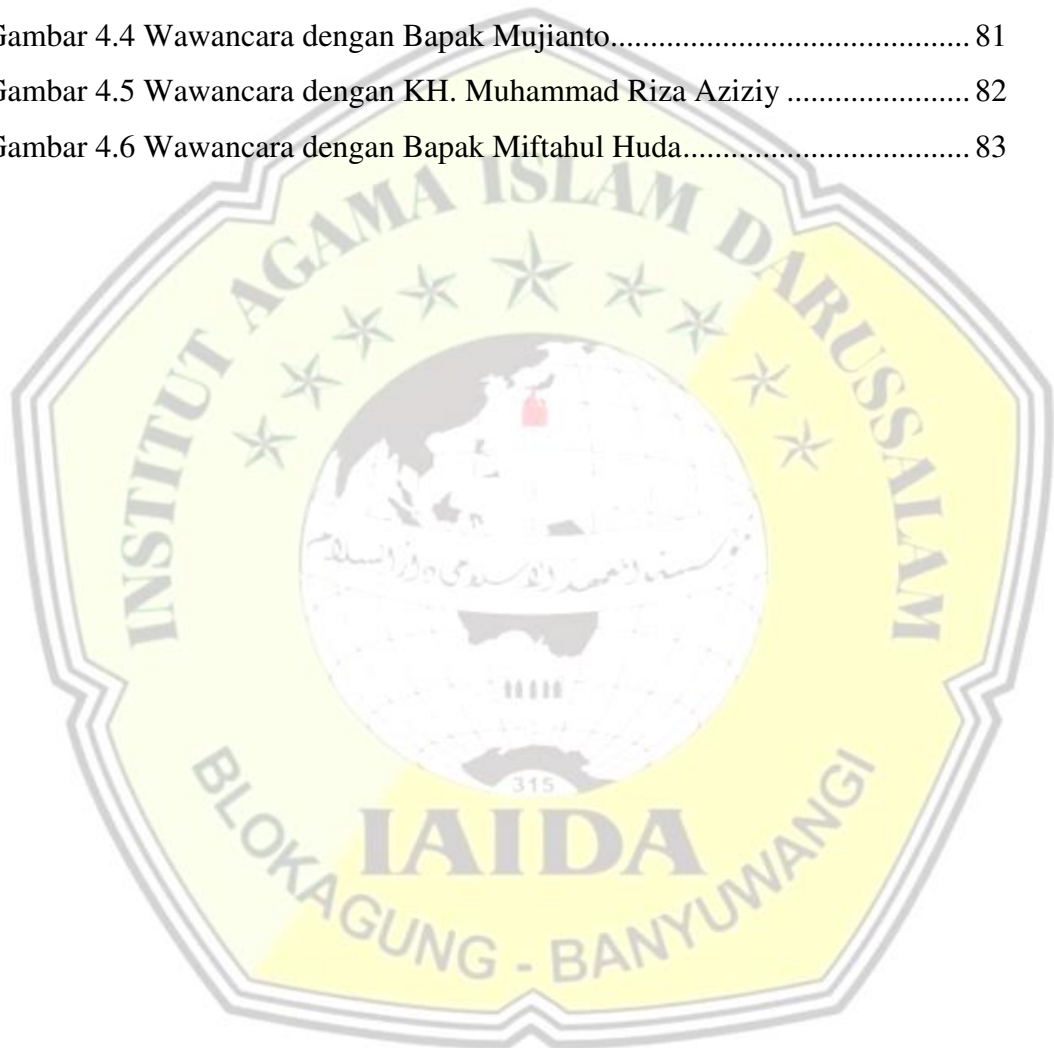 Gambar 4.4 Wawancara dengan Bapak Mujianto........................................ 81
Gambar 4.5 Wawancara dengan KH. Muhammad Riza Aziziy ...................... 82
Gambar 4.6 Wawancara dengan Bapak Miftahul Huda.................................. 83
INSTITUT AGAMA ISLAM DARUSSALAM
315
IAIDA
BLOKAGUNG - BANYUWANGI